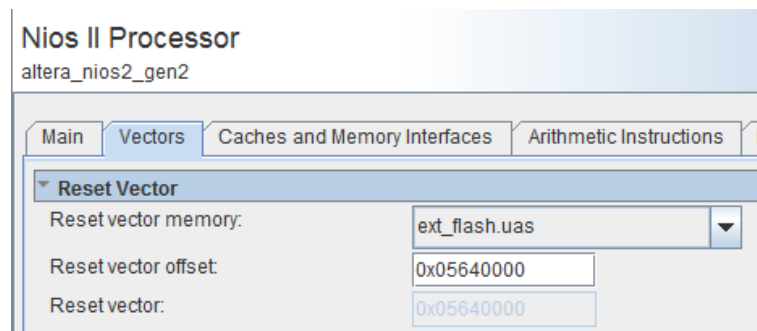 Nios II Processor
altera_nios2_gen2
Main Vectors Caches and Memory Interfaces Arithmetic Instructions
Reset Vector
Reset vector memory: ext_flash.uas
Reset vector offset: 0x05640000
Reset vector: 0x05640000